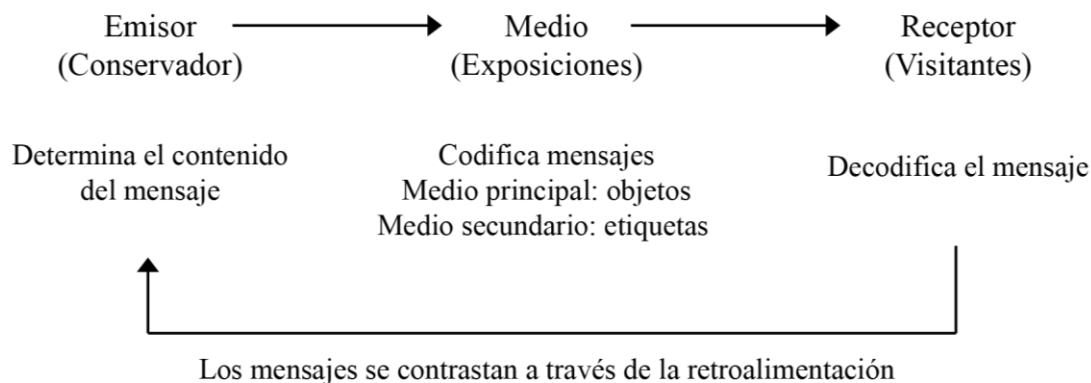 Emisor
(Conservador)
Medio
(Exposiciones)
Receptor
(Visitantes)
Determina el contenido
del mensaje
Codifica mensajes
Medio principal: objetos
Medio secundario: etiquetas
Decodifica el mensaje
Los mensajes se contrastan a través de la retroalimentación